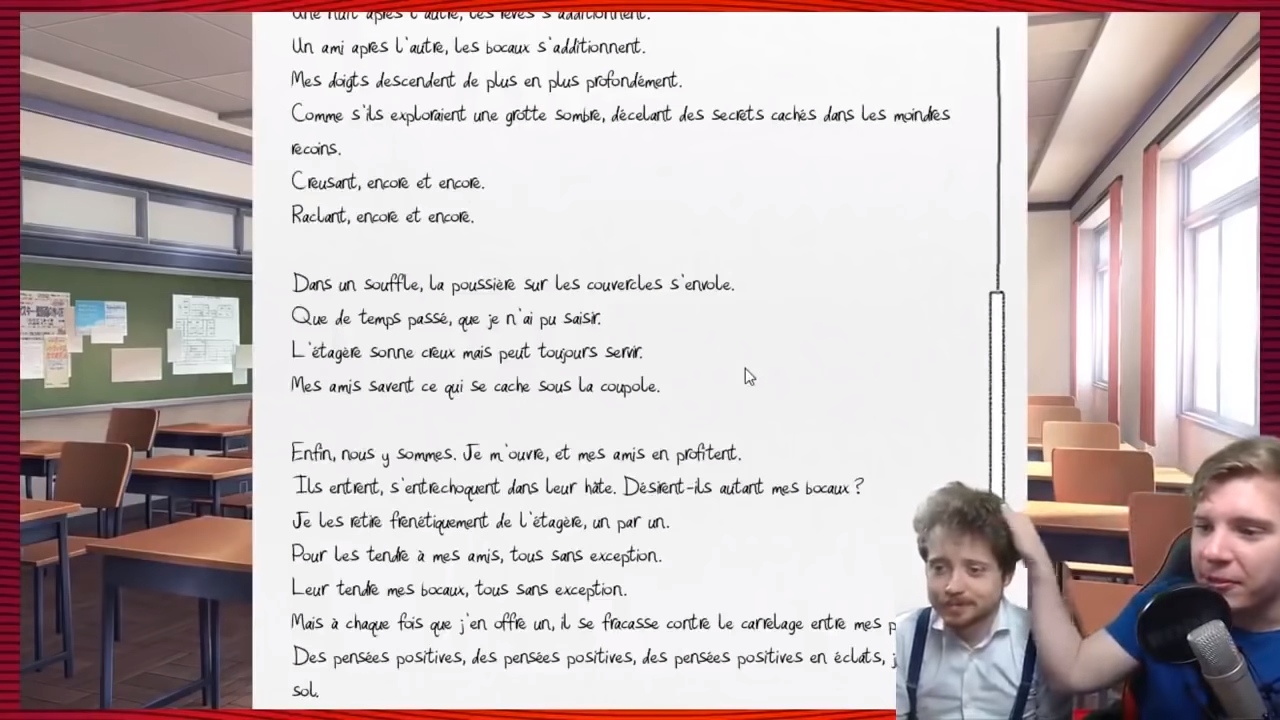 Une nuit après l'autre, les rêves s'additionnent.
Un ami après l'autre, les bocaux s'additionnent.
Mes doigts descendent de plus en plus profondément.
Comme s'ils exploraient une grotte sombre, décelant des secrets cachés dans les moindres
recoins.
Creusant, encore et encore.
Raclant, encore et encore.
Dans un souffle, la poussière sur les couvercles s'envole.
Que de temps passé, que je n'ai pu saisir.
L'étagère sonne creux mais peut toujours servir.
Mes amis savent ce qui se cache sous la coupole.
Enfin, nous y sommes. Je m'ouvre, et mes amis en profitent.
Ils entrent, s'entrechoquent dans leur hâte. Désirent-ils autant mes bocaux ?
Je les retire frénétiquement de l'étagère, un par un.
Pour les tendre à mes amis, tous sans exception.
Leur tendre mes bocaux, tous sans exception.
Mais à chaque fois que j'en offre un, il se fracasse contre le carrelage entre mes
Des pensées positives, des pensées positives, des pensées positives en éclats,
sol.